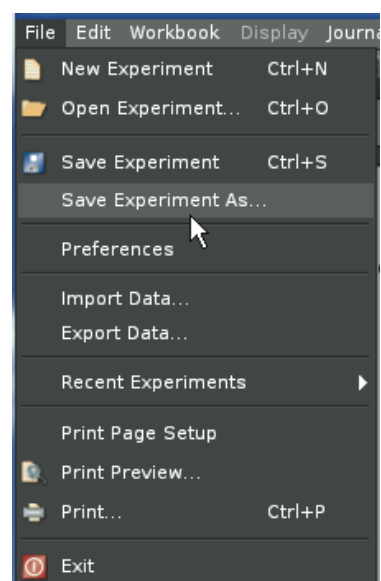 File Edit Workbook Display Journa
New Experiment Ctrl+N
Open Experiment... Ctrl+O
Save Experiment Ctrl+S
Save Experiment As...
Preferences
Import Data...
Export Data...
Recent Experiments
Print Page Setup
Print Preview...
Print... Ctrl+P
Exit